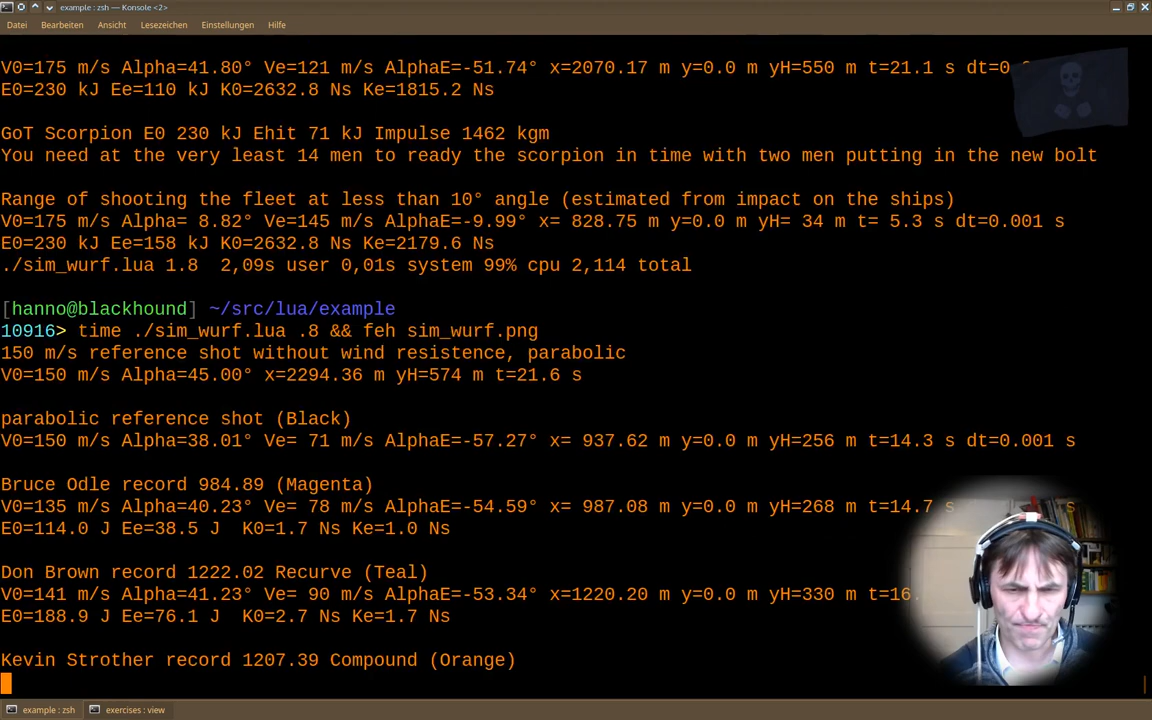 example : zsh — Konsole <2>
Datei Bearbeiten Ansicht Lesezeichen Einstellungen Hilfe
V0=175 m/s Alpha=41.80° Ve=121 m/s AlphaE=-51.74° x=2070.17 m y=0.0 m yH=550 m t=21.1 s dt=0.
E0=230 kJ Ee=110 kJ K0=2632.8 Ns Ke=1815.2 Ns
GoT Scorpion E0 230 kJ Ehit 71 kJ Impulse 1462 kgm
You need at the very least 14 men to ready the scorpion in time with two men putting in the new bolt
Range of shooting the fleet at less than 10° angle (estimated from impact on the ships)
V0=175 m/s Alpha= 8.82° Ve=145 m/s AlphaE=-9.99° x= 828.75 m y=0.0 m yH= 34 m t= 5.3 s dt=0.001 s
E0=230 kJ Ee=158 kJ K0=2632.8 Ns Ke=2179.6 Ns
./sim_wurf.lua 1.8  2,09s user 0,01s system 99% cpu 2,114 total
[hanno@blackhound] ~/src/lua/example
10916> time ./sim_wurf.lua .8 && feh sim_wurf.png
150 m/s reference shot without wind resistence, parabolic
V0=150 m/s Alpha=45.00° x=2294.36 m yH=574 m t=21.6 s
parabolic reference shot (Black)
V0=150 m/s Alpha=38.01° Ve= 71 m/s AlphaE=-57.27° x= 937.62 m y=0.0 m yH=256 m t=14.3 s dt=0.001 s
Bruce Odle record 984.89 (Magenta)
V0=135 m/s Alpha=40.23° Ve= 78 m/s AlphaE=-54.59° x= 987.08 m y=0.0 m yH=268 m t=14.7 s s
E0=114.0 J Ee=38.5 J  K0=1.7 Ns Ke=1.0 Ns
Don Brown record 1222.02 Recurve (Teal)
V0=141 m/s Alpha=41.23° Ve= 90 m/s AlphaE=-53.34° x=1220.20 m y=0.0 m yH=330 m t=16.
E0=188.9 J Ee=76.1 J  K0=2.7 Ns Ke=1.7 Ns
Kevin Strother record 1207.39 Compound (Orange)
example : zsh exercises : view